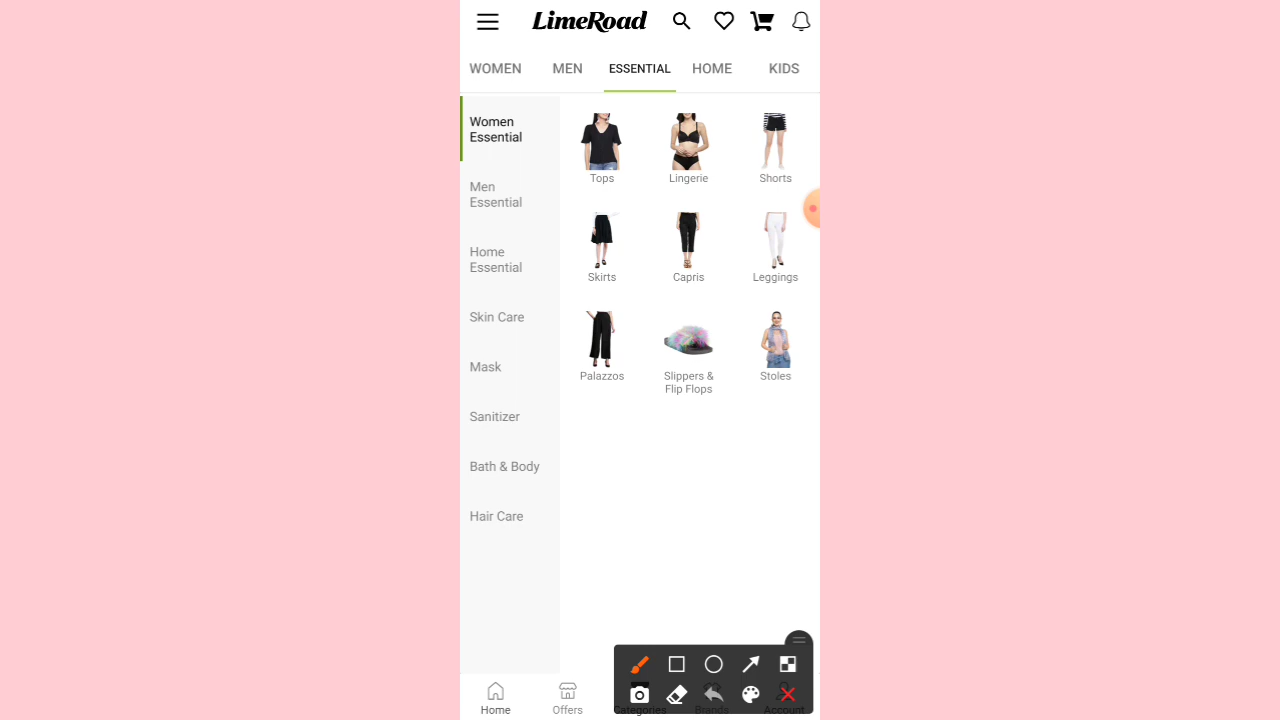 LimeRoad
WOMEN MEN ESSENTIAL HOME KIDS
Women
Essential
Men
Essential
Home
Essential
Skin Care
Mask
Sanitizer
Bath & Body
Hair Care
Tops Lingerie Shorts
Skirts Capris Leggings
Palazzos Slippers & Stoles
Flip Flops
Home Offers Categories Brands Account